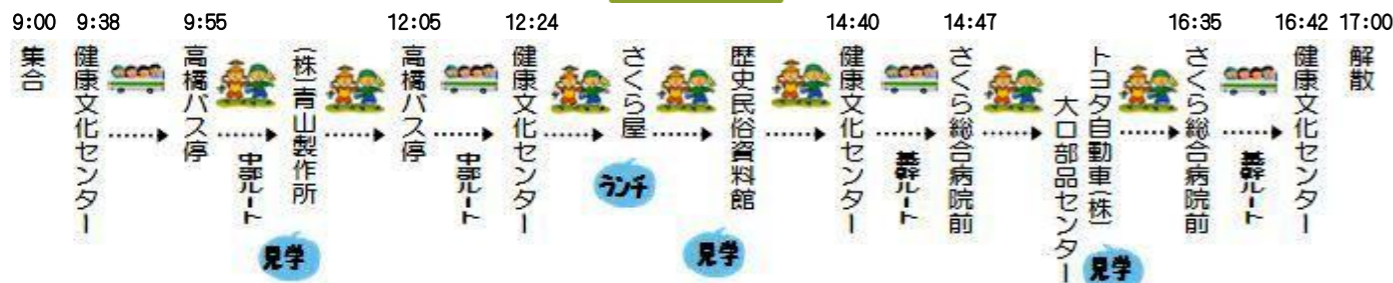 9:00
集合
9:38
健康文化センター
9:55
高橋バス停
中部ルート
(株)青山製作所
見学
12:05
高橋バス停
中部ルート
12:24
健康文化センター
さくら屋
ランチ
歴史民俗資料館
見学
14:40
健康文化センター
基幹ルート
14:47
さくら総合病院前
トヨタ自動車(株)
大口部品センター
見学
16:35
さくら総合病院前
基幹ルート
16:42
健康文化センター
17:00
解散